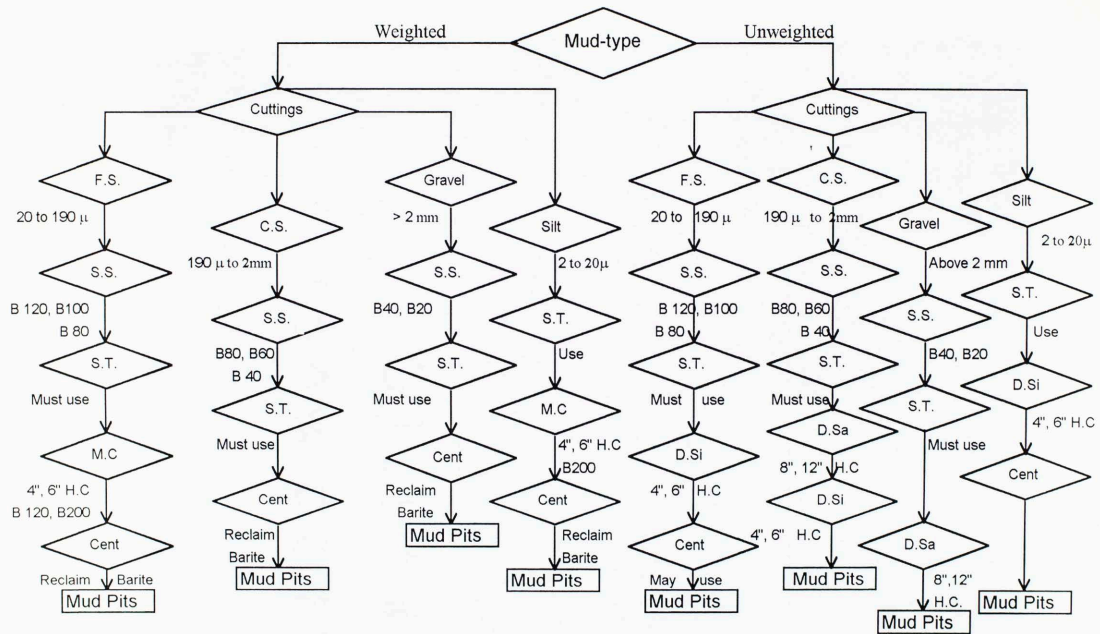 Weighted
Mud-type
Unweighted
Cuttings
F.S.
20 to 190 μ
S.S.
B 120, B100
B 80
S.T.
Must use
M.C
4", 6" H.C
B 120, B200
Cent
Reclaim Barite
Mud Pits
C.S.
190 μ to 2mm
S.S.
B80, B60
B 40
S.T.
Must use
Cent
Reclaim
Barite
Mud Pits
Gravel
> 2 mm
S.S.
B40, B20
S.T.
Must use
Cent
Reclaim
Barite
Mud Pits
Silt
2 to 20μ
S.T.
Use
M.C
4", 6" H.C
B200
Cent
Reclaim
Barite
Mud Pits
Cuttings
F.S.
20 to 190 μ
S.S.
B 120, B100
B 80
S.T.
Must use
D.Si
4", 6" H.C
Cent
May use
Mud Pits
C.S.
190 μ to 2mm
S.S.
B80, B60
B 40
S.T.
Must use
D.Sa
8", 12" H.C
D.Si
4", 6" H.C
Mud Pits
Gravel
Above 2 mm
S.S.
B40, B20
S.T.
Must use
D.Sa
8",12"
H.C.
Mud Pits
Silt
2 to 20μ
S.T.
Use
D.Si
4", 6" H.C
Cent
Mud Pits